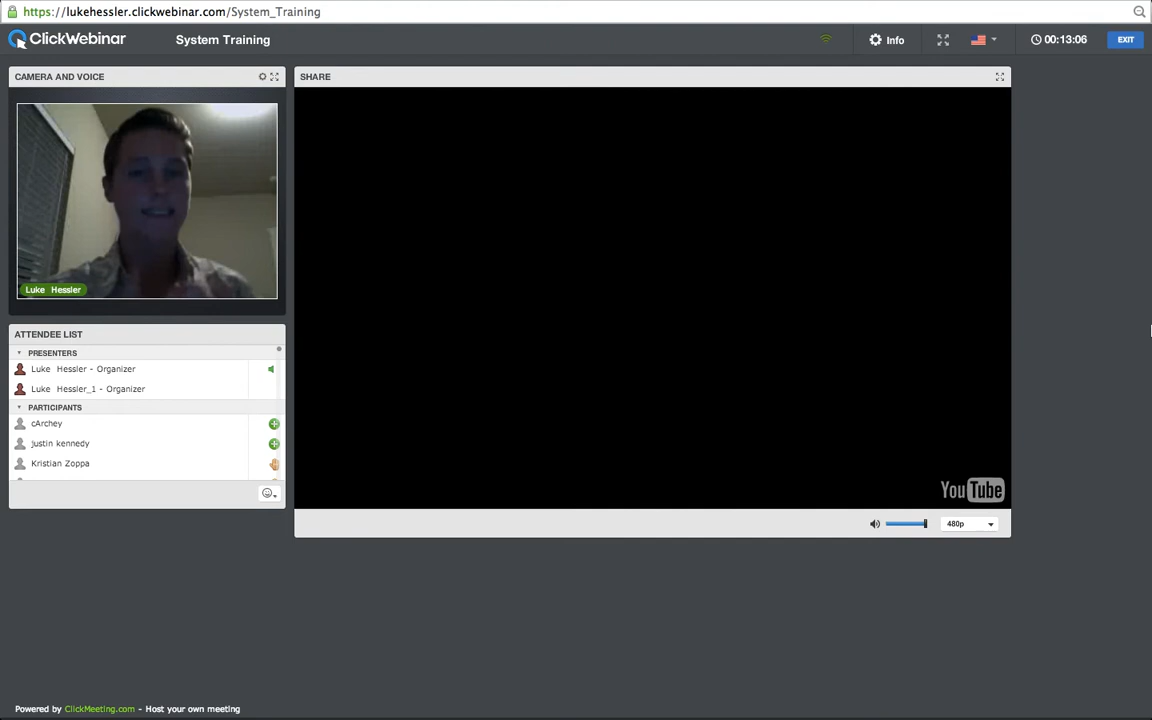 https://lukehessler.clickwebinar.com/System_Training
ClickWebinar System Training Info 00:13:06 EXIT
CAMERA AND VOICE
Luke Hessler
SHARE
YouTube
480p
ATTENDEE LIST
PRESENTERS
Luke Hessler - Organizer
Luke Hessler_1 - Organizer
PARTICIPANTS
cArchey
justin kennedy
Kristian Zoppa
Powered by ClickMeeting.com - Host your own meeting